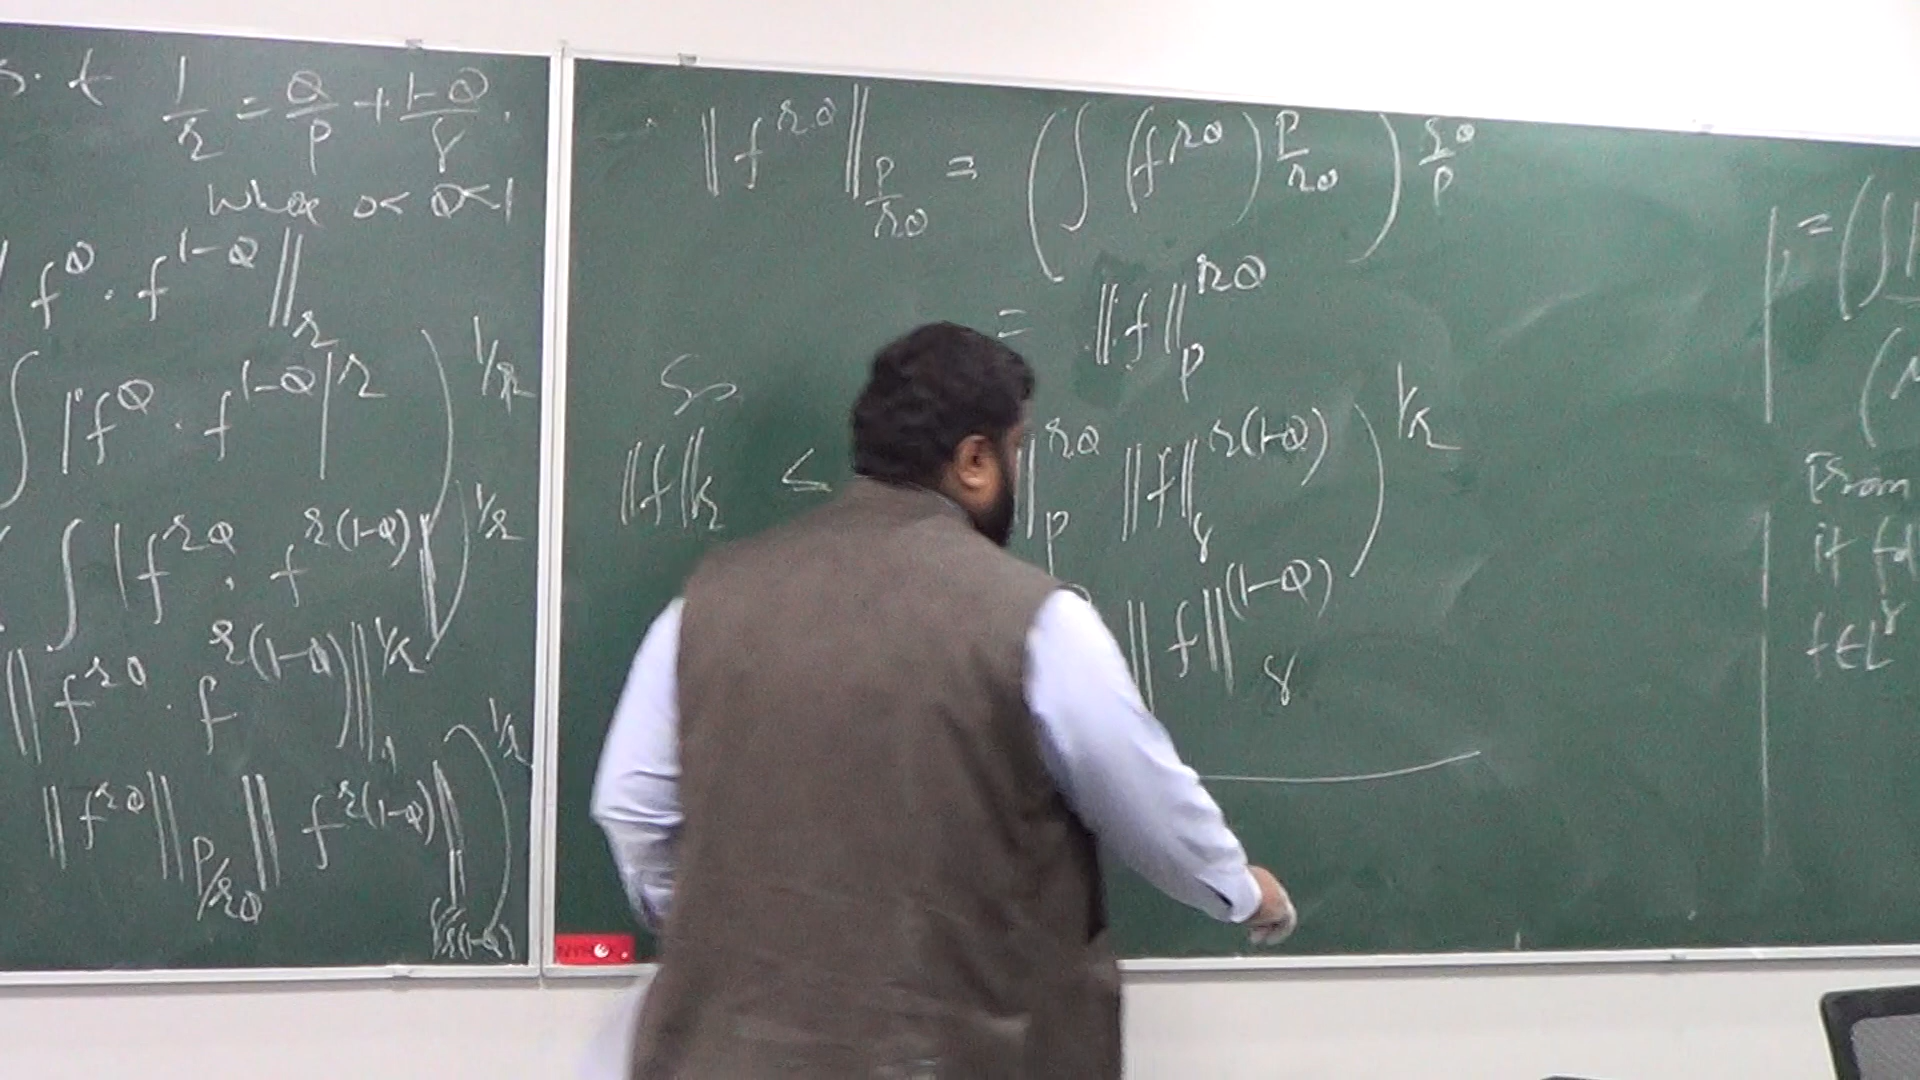 s.t 1/r = θ/p + 1-θ/q .
Where 0 < θ < 1
f^θ . f^{1-θ} ||_r
∫ |f^θ . f^{1-θ}|^r )^{1/r}
∫ |f^{rθ} . f^{r(1-θ)}| )^{1/r}
|| f^{rθ} . f^{r(1-θ)} ||_1^{1/r}
|| f^{rθ} ||_{p/rθ} || f^{r(1-θ)} ||_{q/r(1-θ)} )^{1/r}
|| f^{rθ} ||_{p/rθ} = ( ∫ (f^{rθ})^{p/rθ} )^{rθ/p}
= || f ||_p^{rθ}
So
||f||_r ≤ ||_p^{rθ} ||f||_q^{r(1-θ)} )^{1/r}
|| f ||_q^{(1-θ)}
= ( ∫ |
(
From
it fol
f ∈ L^q